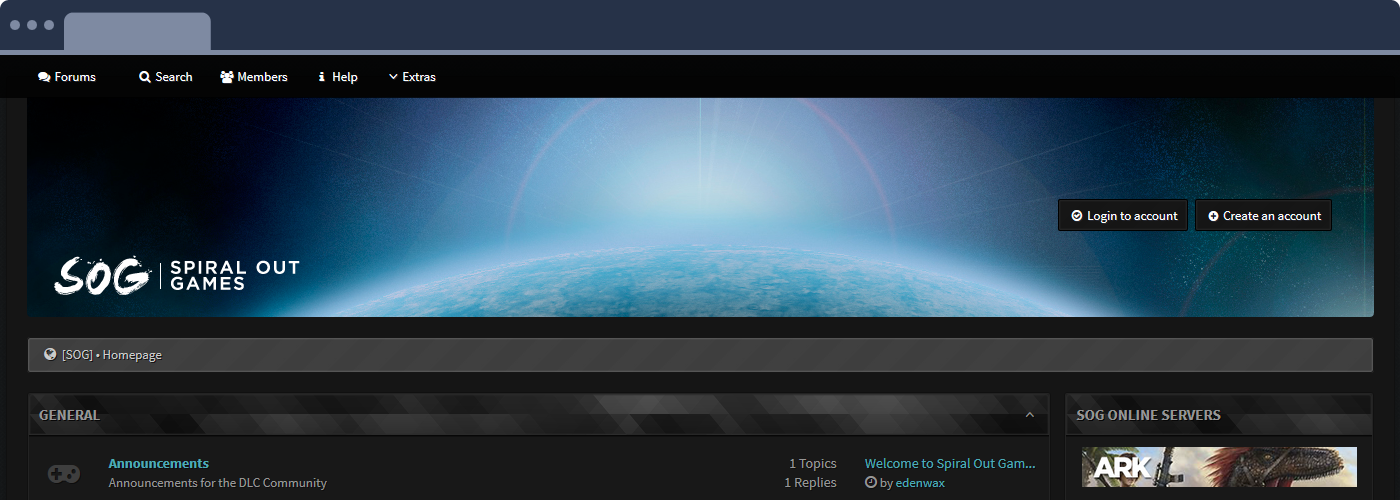 Forums Search Members Help Extras
Login to account Create an account
SOG SPIRAL OUT
GAMES
[SOG] • Homepage
GENERAL
Announcements
Announcements for the DLC Community
1 Topics
1 Replies
Welcome to Spiral Out Gam...
by edenwax
SOG ONLINE SERVERS
ARK